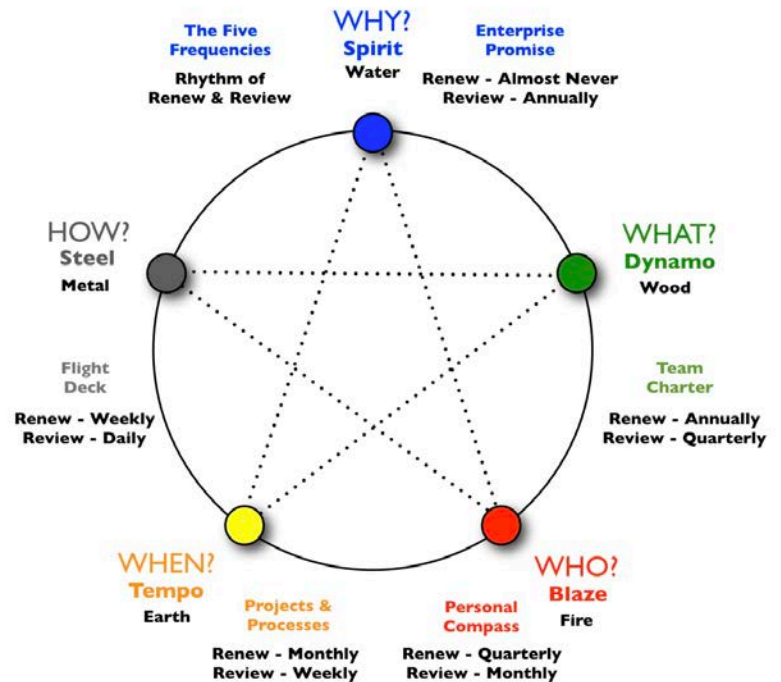 The Five
Frequencies
Rhythm of
Renew & Review
WHY?
Spirit
Water
Enterprise
Promise
Renew - Almost Never
Review - Annually
WHAT?
Dynamo
Wood
Team
Charter
Renew - Annually
Review - Quarterly
WHO?
Blaze
Fire
Personal
Compass
Renew - Quarterly
Review - Monthly
WHEN?
Tempo
Earth
Projects &
Processes
Renew - Monthly
Review - Weekly
HOW?
Steel
Metal
Flight
Deck
Renew - Weekly
Review - Daily